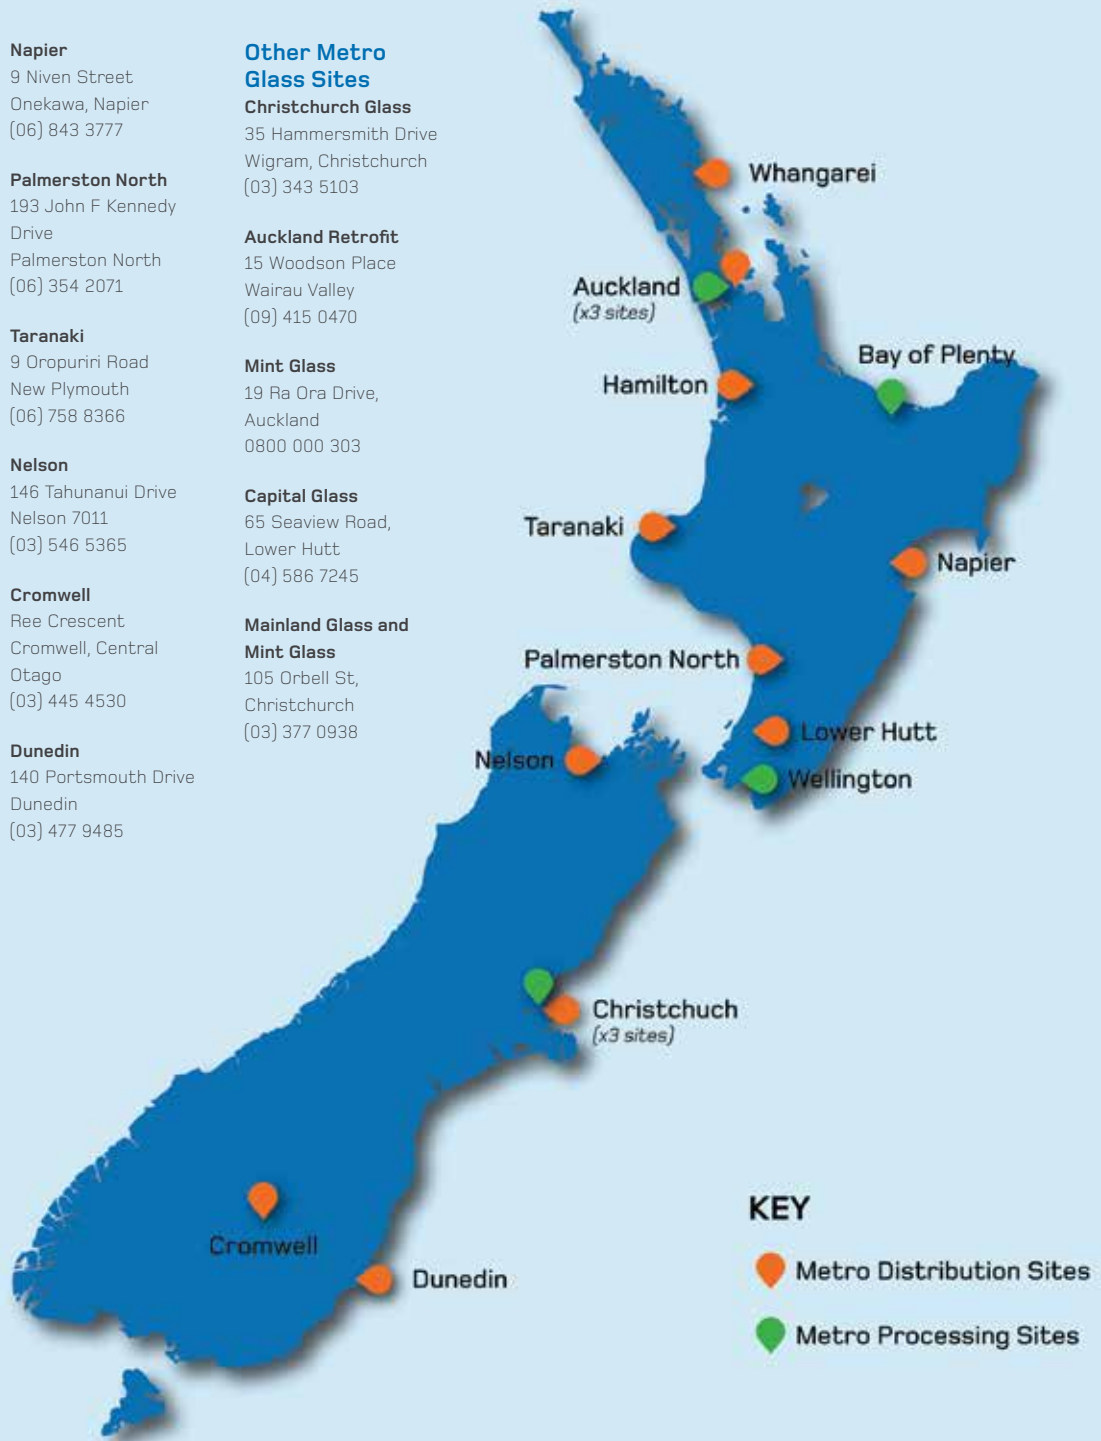 Napier
9 Niven Street
Onekawa, Napier
(06) 843 3777
Palmerston North
193 John F Kennedy
Drive
Palmerston North
(06) 354 2071
Taranaki
9 Oropuriri Road
New Plymouth
(06) 758 8366
Nelson
146 Tahunanui Drive
Nelson 7011
(03) 546 5365
Cromwell
Ree Crescent
Cromwell, Central
Otago
(03) 445 4530
Dunedin
140 Portsmouth Drive
Dunedin
(03) 477 9485
Other Metro
Glass Sites
Christchurch Glass
35 Hammersmith Drive
Wigram, Christchurch
(03) 343 5103
Auckland Retrofit
15 Woodson Place
Wairau Valley
(09) 415 0470
Mint Glass
19 Ra Ora Drive,
Auckland
0800 000 303
Capital Glass
65 Seaview Road,
Lower Hutt
(04) 586 7245
Mainland Glass and
Mint Glass
105 Orbell St,
Christchurch
(03) 377 0938
Whangarei
Auckland
(x3 sites)
Bay of Plenty
Hamilton
Taranaki
Napier
Palmerston North
Lower Hutt
Nelson
Wellington
Christchuch
(x3 sites)
Cromwell
Dunedin
KEY
Metro Distribution Sites
Metro Processing Sites